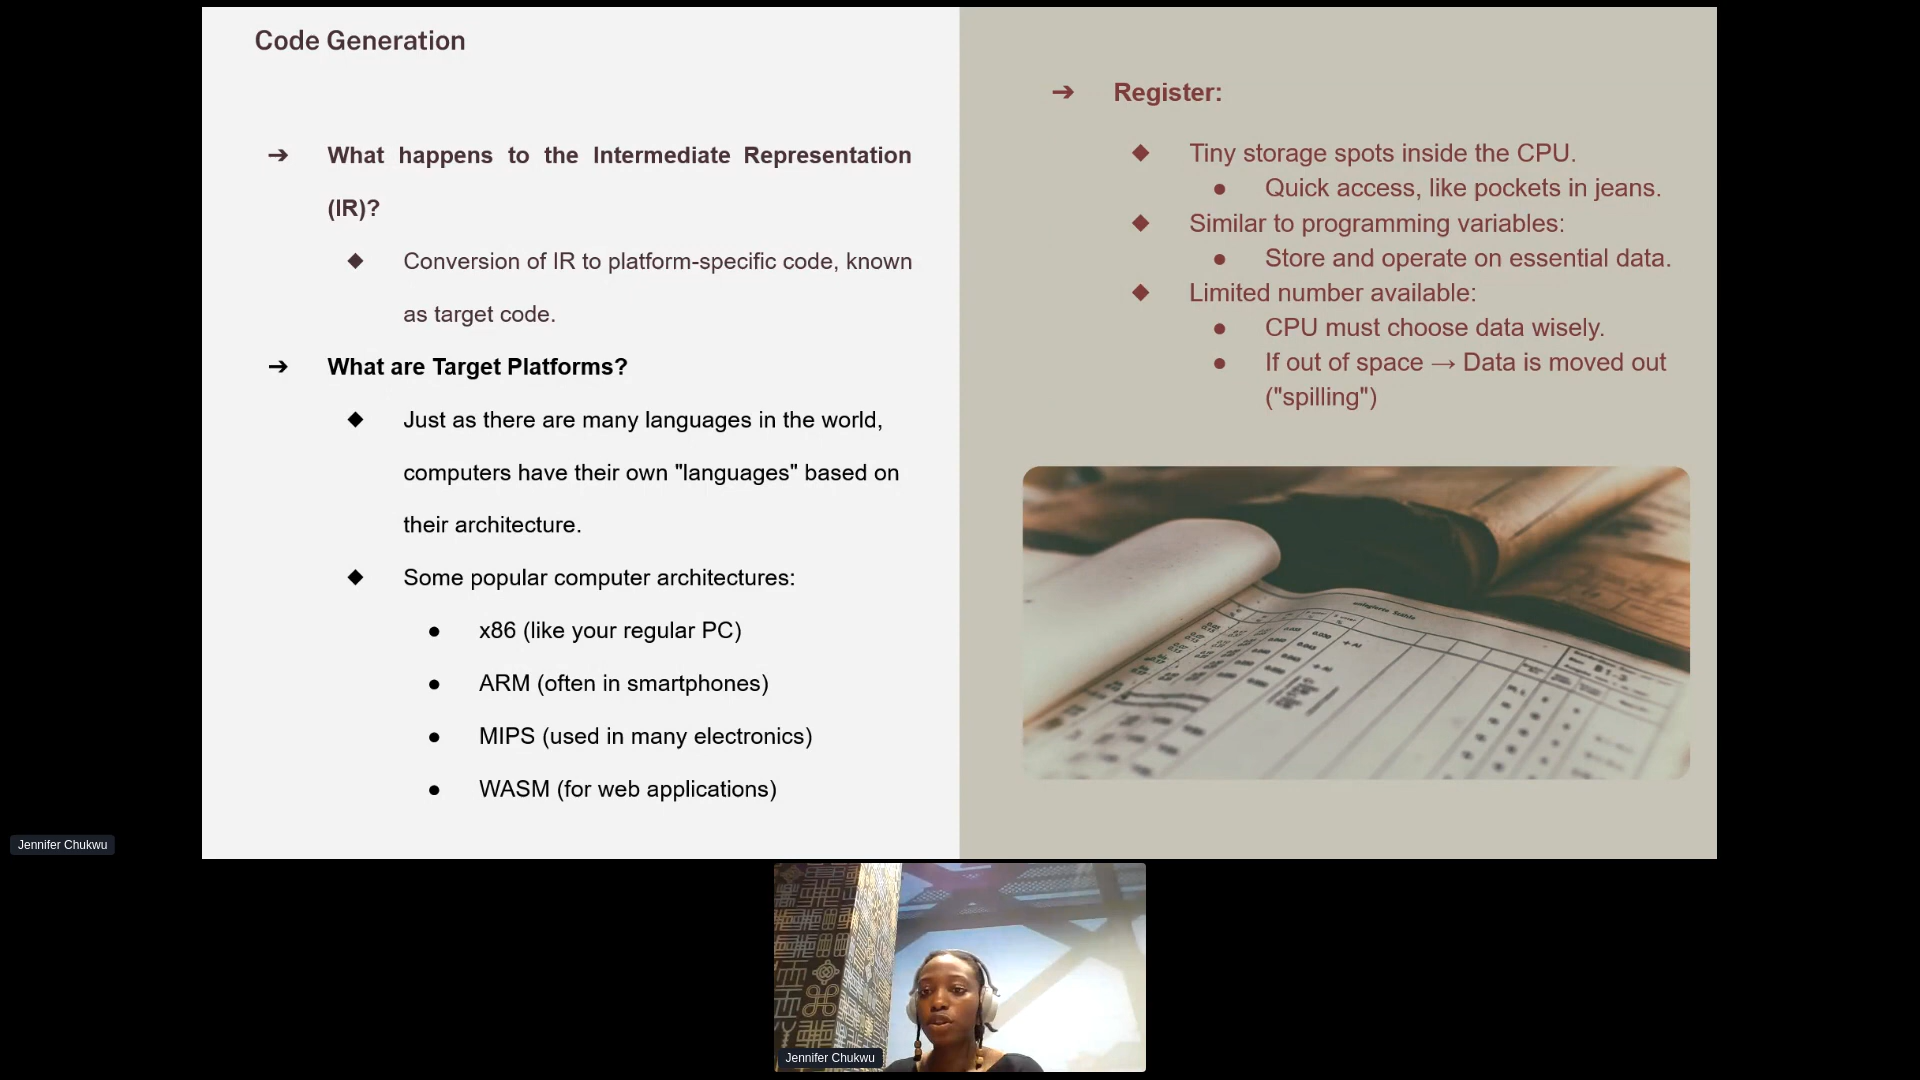 Code Generation
➔ What happens to the Intermediate Representation
(IR)?
◆ Conversion of IR to platform-specific code, known
as target code.
➔ What are Target Platforms?
◆ Just as there are many languages in the world,
computers have their own "languages" based on
their architecture.
◆ Some popular computer architectures:
● x86 (like your regular PC)
● ARM (often in smartphones)
● MIPS (used in many electronics)
● WASM (for web applications)
➔ Register:
◆ Tiny storage spots inside the CPU.
● Quick access, like pockets in jeans.
◆ Similar to programming variables:
● Store and operate on essential data.
◆ Limited number available:
● CPU must choose data wisely.
● If out of space → Data is moved out
("spilling")
Jennifer Chukwu
Jennifer Chukwu